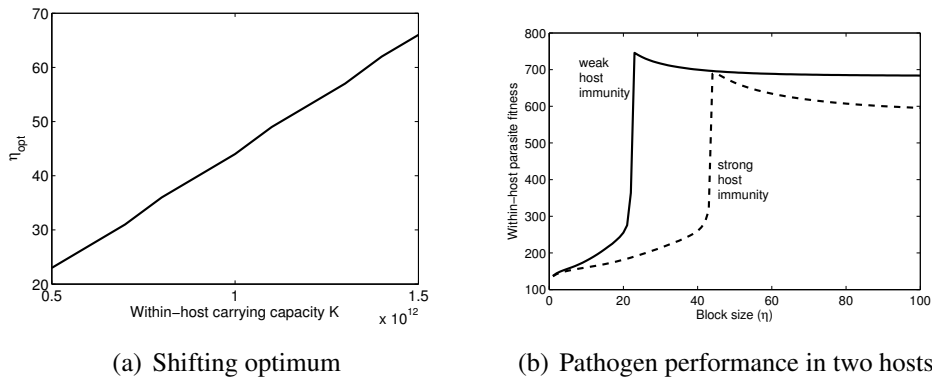 70
60
50
40
30
20
η_opt
0.5
1
1.5
Within−host carrying capacity K
x 10^12
(a) Shifting optimum
800
700
600
500
400
300
200
100
Within−host parasite fitness
weak
host
immunity
strong
host
immunity
0
20
40
60
80
100
Block size (η)
(b) Pathogen performance in two hosts